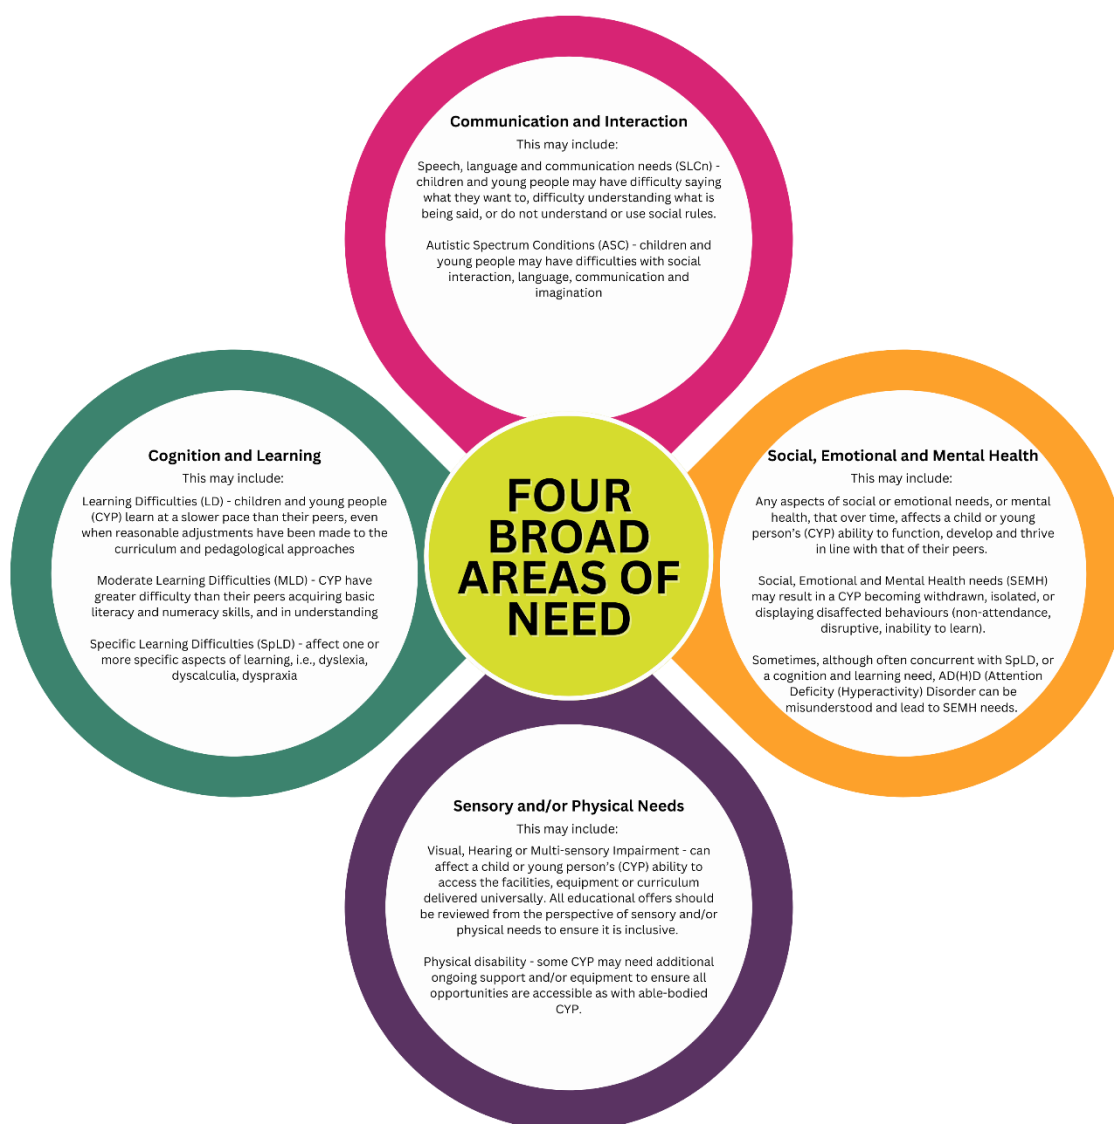 Communication and Interaction
This may include:
Speech, language and communication needs (SLCn) -
children and young people may have difficulty saying
what they want to, difficulty understanding what is
being said, or do not understand or use social rules.
Autistic Spectrum Conditions (ASC) - children and
young people may have difficulties with social
interaction, language, communication and
imagination
Cognition and Learning
This may include:
Learning Difficulties (LD) - children and young people
(CYP) learn at a slower pace than their peers, even
when reasonable adjustments have been made to the
curriculum and pedagological approaches
Moderate Learning Difficulties (MLD) - CYP have
greater difficulty than their peers acquiring basic
literacy and numeracy skills, and in understanding
Specific Learning Difficulties (SpLD) - affect one or
more specific aspects of learning, i.e., dyslexia,
dyscalculia, dyspraxia
FOUR
BROAD
AREAS OF
NEED
Social, Emotional and Mental Health
This may include:
Any aspects of social or emotional needs, or mental
health, that over time, affects a child or young
person's (CYP) ability to function, develop and thrive
in line with that of their peers.
Social, Emotional and Mental Health needs (SEMH)
may result in a CYP becoming withdrawn, isolated, or
displaying disaffected behaviours (non-attendance,
disruptive, inability to learn).
Sometimes, although often concurrent with SpLD, or
a cognition and learning need, AD(H)D (Attention
Deficity (Hyperactivity) Disorder can be
misunderstood and lead to SEMH needs.
Sensory and/or Physical Needs
This may include:
Visual, Hearing or Multi-sensory Impairment - can
affect a child or young person's (CYP) ability to
access the facilities, equipment or curriculum
delivered universally. All educational offers should
be reviewed from the perspective of sensory and/or
physical needs to ensure it is inclusive.
Physical disability - some CYP may need additional
ongoing support and/or equipment to ensure all
opportunities are accessible as with able-bodied
CYP.